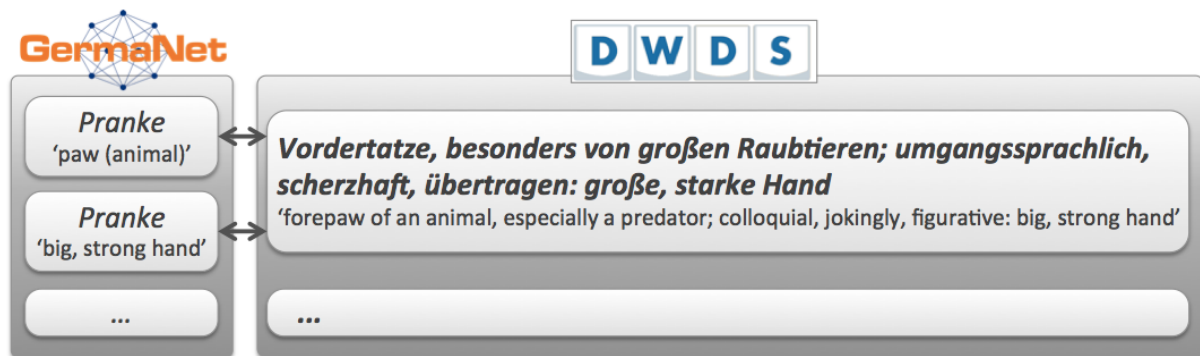 GermaNet
DWDS
Pranke
‘paw (animal)’
Pranke
‘big, strong hand’
...
Vordertatze, besonders von großen Raubtieren; umgangssprachlich,
scherzhaft, übertragen: große, starke Hand
‘forepaw of an animal, especially a predator; colloquial, jokingly, figurative: big, strong hand’
...